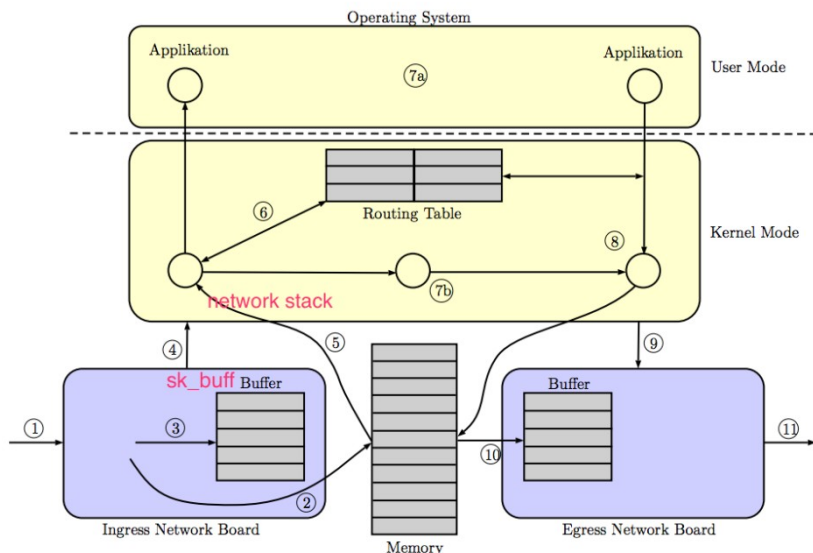 Operating System
Applikation
Applikation
7a
User Mode
Routing Table
6
8
Kernel Mode
7b
network stack
4
5
9
sk_buff
Buffer
Buffer
1
3
11
10
2
Ingress Network Board
Egress Network Board
Memory